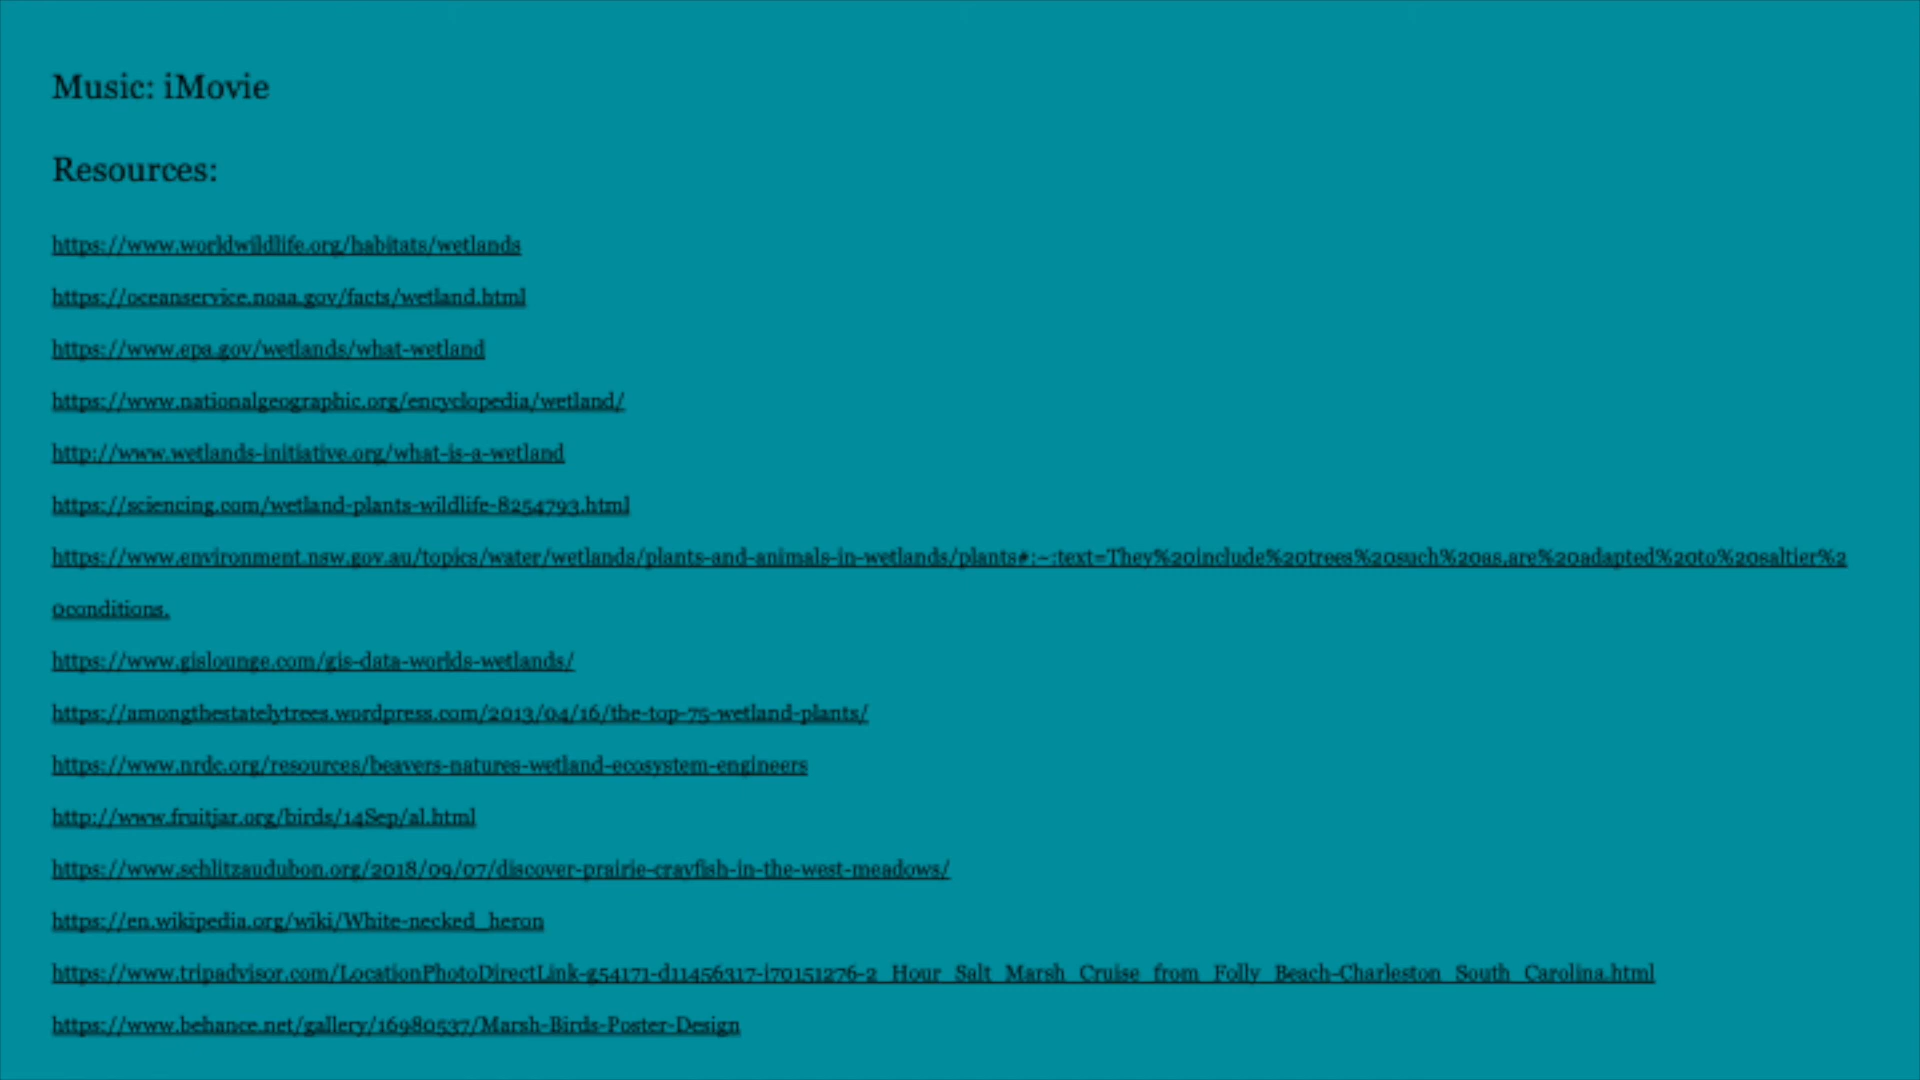 Music: iMovie
Resources:
https://www.worldwildlife.org/habitats/wetlands
https://oceanservice.noaa.gov/facts/wetland.html
https://www.epa.gov/wetlands/what-wetland
https://www.nationalgeographic.org/encyclopedia/wetland/
http://www.wetlands-initiative.org/what-is-a-wetland
https://sciencing.com/wetland-plants-wildlife-8254793.html
https://www.environment.nsw.gov.au/topics/water/wetlands/plants-and-animals-in-wetlands/plants#:~:text=They%20include%20trees%20such%20as,are%20adapted%20to%20saltier%2
0conditions.
https://www.gislounge.com/gis-data-worlds-wetlands/
https://amongthestatelytrees.wordpress.com/2013/04/16/the-top-75-wetland-plants/
https://www.nrdc.org/resources/beavers-natures-wetland-ecosystem-engineers
http://www.fruitjar.org/birds/14Sep/al.html
https://www.schlitzaudubon.org/2018/09/07/discover-prairie-crayfish-in-the-west-meadows/
https://en.wikipedia.org/wiki/White-necked_heron
https://www.tripadvisor.com/LocationPhotoDirectLink-g54171-d11456317-i70151276-2_Hour_Salt_Marsh_Cruise_from_Folly_Beach-Charleston_South_Carolina.html
https://www.behance.net/gallery/16980537/Marsh-Birds-Poster-Design